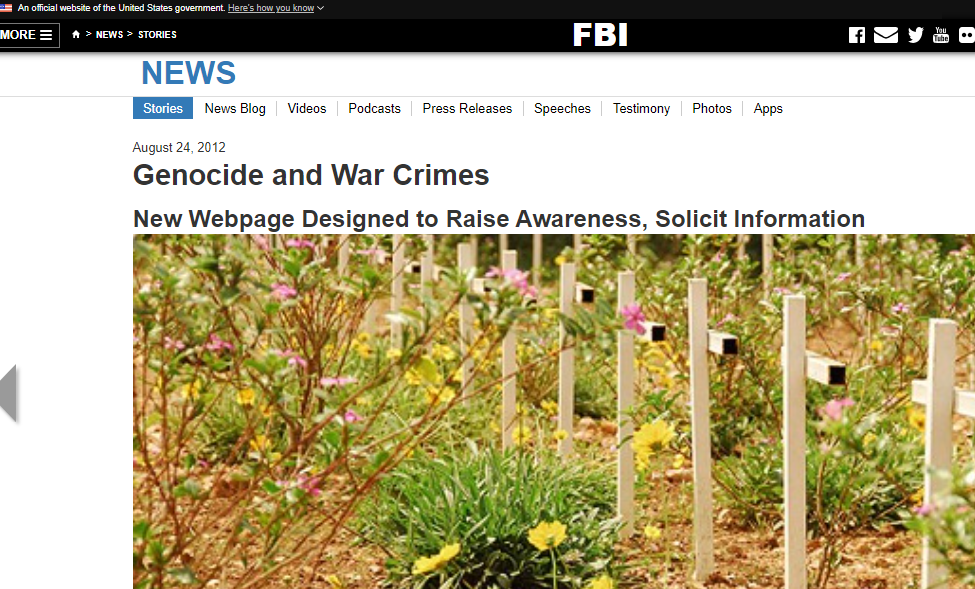 An official website of the United States government. Here's how you know
MORE > NEWS > STORIES FBI You Tube
NEWS
Stories News Blog Videos Podcasts Press Releases Speeches Testimony Photos Apps
August 24, 2012
Genocide and War Crimes
New Webpage Designed to Raise Awareness, Solicit Information